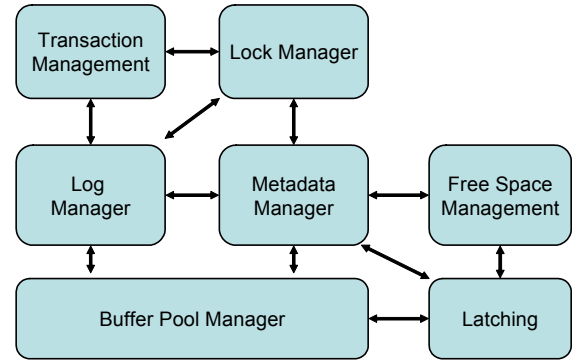 Transaction
Management
Lock Manager
Log
Manager
Metadata
Manager
Free Space
Management
Buffer Pool Manager
Latching